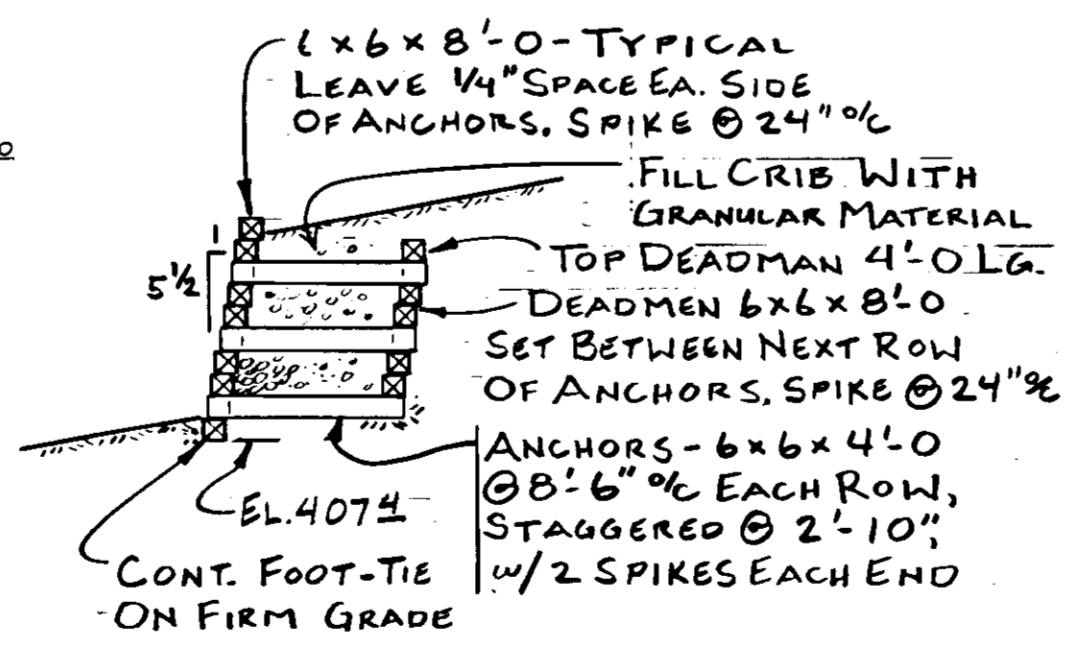 6 x 6 x 8'-0 - TYPICAL
LEAVE 1/4" SPACE EA. SIDE
OF ANCHORS. SPIKE @ 24" o/c
FILL CRIB WITH
GRANULAR MATERIAL
TOP DEADMAN 4'-0 LG.
DEADMEN 6x6x8'-0
SET BETWEEN NEXT ROW
OF ANCHORS. SPIKE @ 24" o/c
1
5 1/2
ANCHORS - 6x6x4'-0
@ 8'-6" o/c EACH ROW,
STAGGERED @ 2'-10",
w/ 2 SPIKES EACH END
EL. 407 4
CONT. FOOT-TIE
ON FIRM GRADE